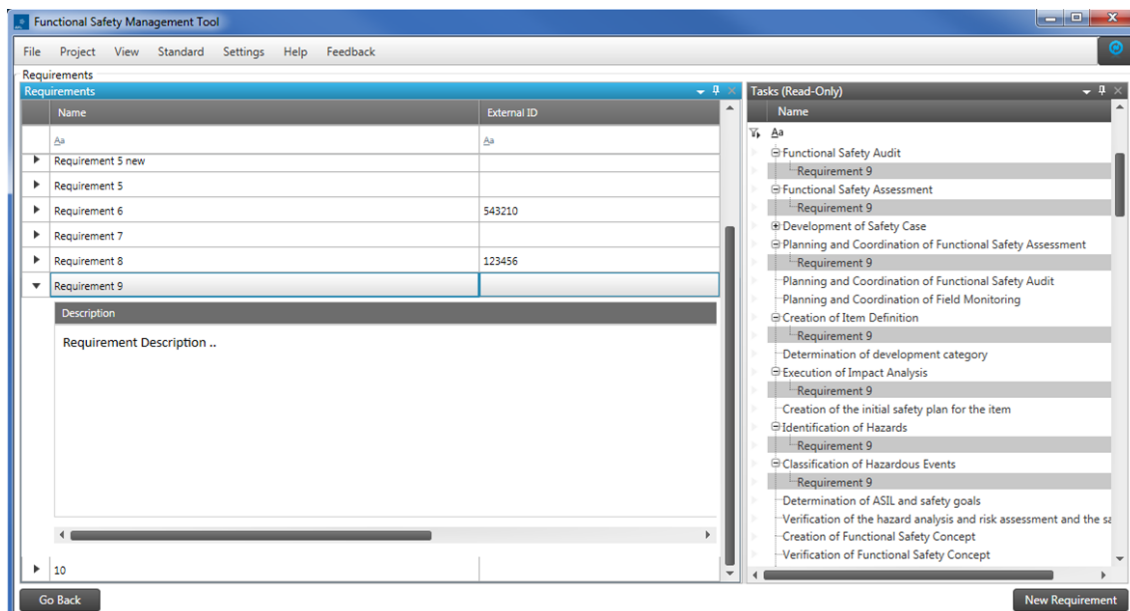 Functional Safety Management Tool
File Project View Standard Settings Help Feedback
Requirements
Requirements
Name External ID
Aa Aa
Requirement 5 new
Requirement 5
Requirement 6 543210
Requirement 7
Requirement 8 123456
Requirement 9
Description
Requirement Description ..
10
Go Back
Tasks (Read-Only)
Name
Aa
Functional Safety Audit
Requirement 9
Functional Safety Assessment
Requirement 9
Development of Safety Case
Planning and Coordination of Functional Safety Assessment
Requirement 9
Planning and Coordination of Functional Safety Audit
Planning and Coordination of Field Monitoring
Creation of Item Definition
Requirement 9
Determination of development category
Execution of Impact Analysis
Requirement 9
Creation of the initial safety plan for the item
Identification of Hazards
Requirement 9
Classification of Hazardous Events
Requirement 9
Determination of ASIL and safety goals
Verification of the hazard analysis and risk assessment and the sa
Creation of Functional Safety Concept
Verification of Functional Safety Concept
New Requirement